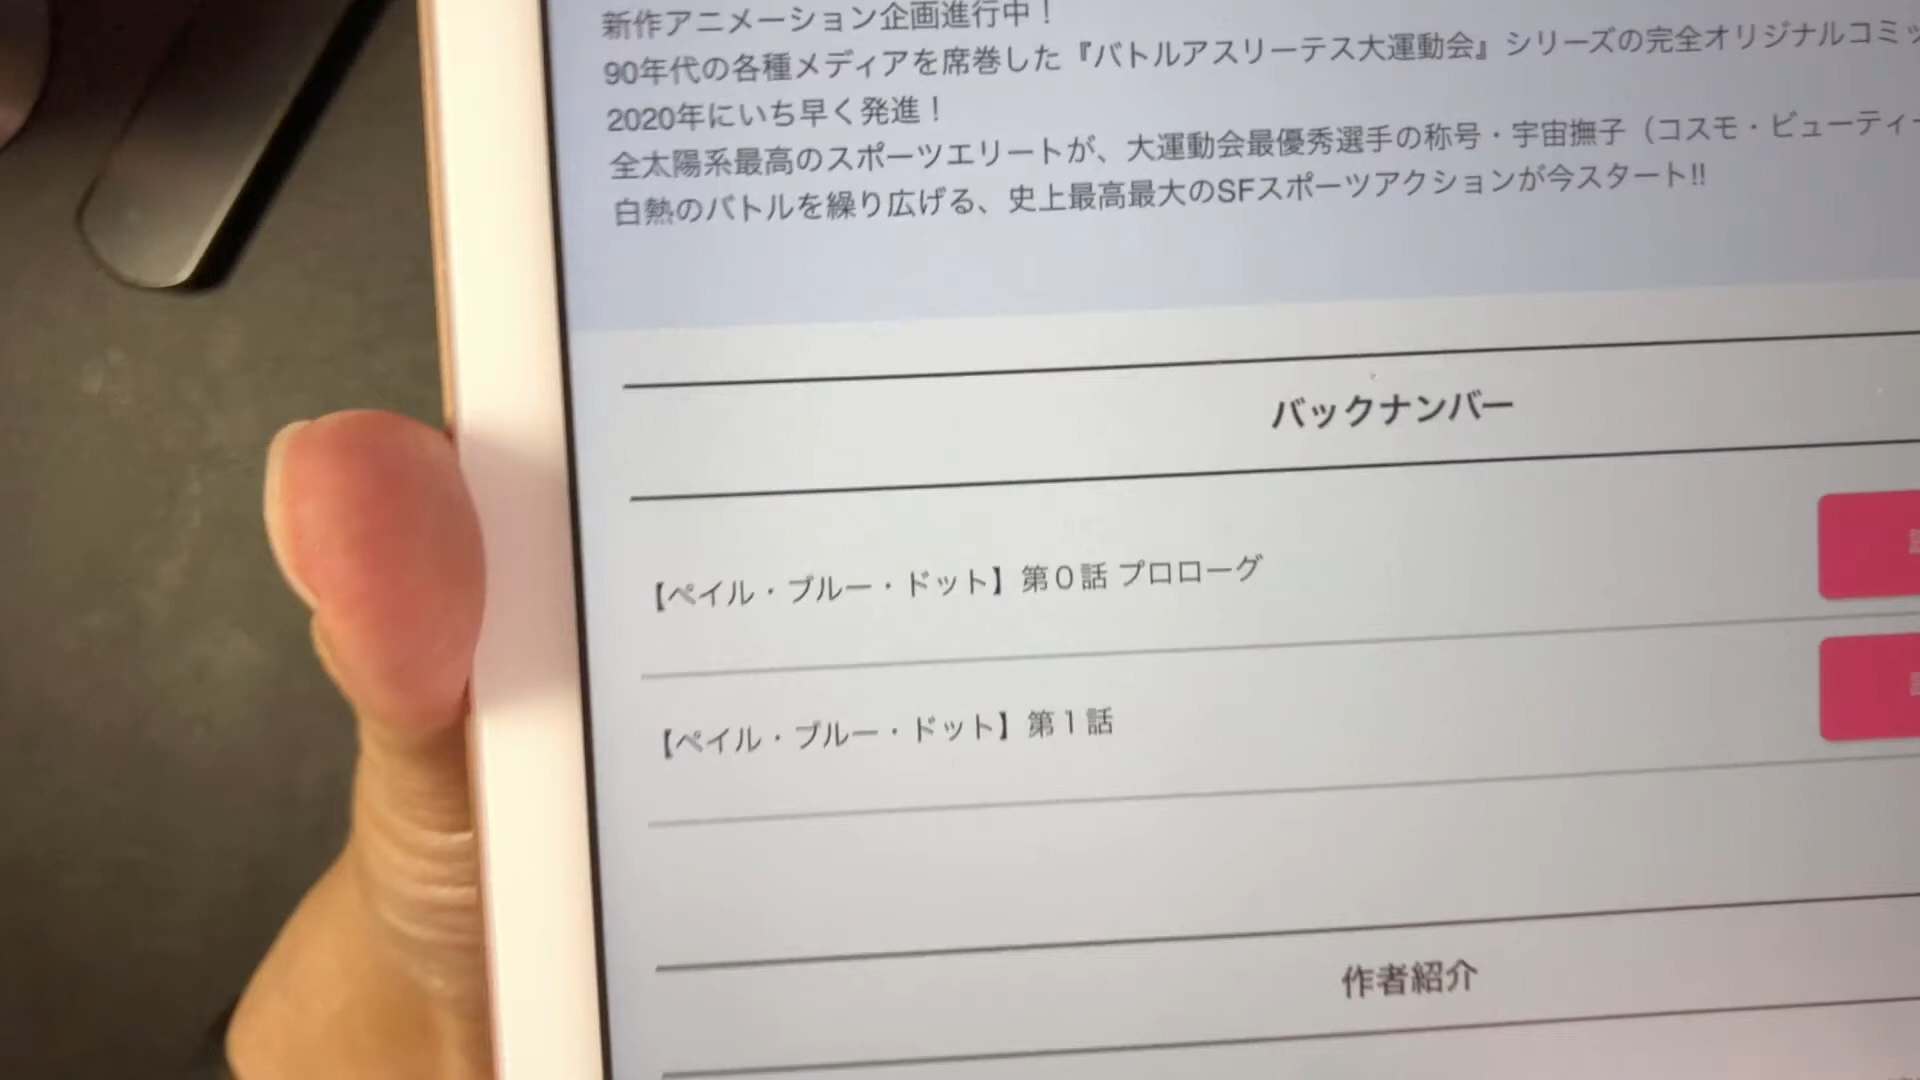 新作アニメーション企画進行中！
90年代の各種メディアを席巻した『バトルアスリーテス大運動会』シリーズの完全オリジナルコミッ
2020年にいち早く発進！
全太陽系最高のスポーツエリートが、大運動会最優秀選手の称号・宇宙撫子（コスモ・ビューティー
白熱のバトルを繰り広げる、史上最高最大のSFスポーツアクションが今スタート!!
バックナンバー
【ペイル・ブルー・ドット】第０話 プロローグ
【ペイル・ブルー・ドット】第１話
作者紹介